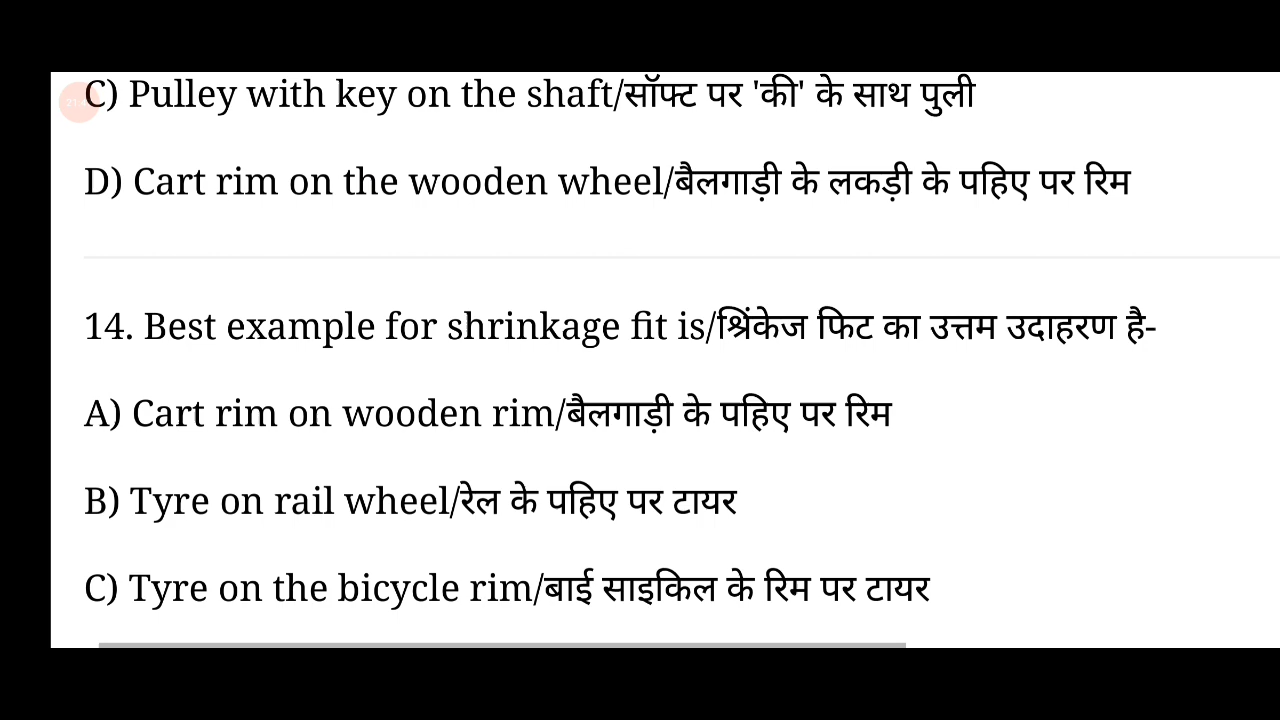 C) Pulley with key on the shaft/सॉफ्ट पर 'की' के साथ पुली
D) Cart rim on the wooden wheel/बैलगाड़ी के लकड़ी के पहिए पर रिम
14. Best example for shrinkage fit is/श्रिंकेज फिट का उत्तम उदाहरण है-
A) Cart rim on wooden rim/बैलगाड़ी के पहिए पर रिम
B) Tyre on rail wheel/रेल के पहिए पर टायर
C) Tyre on the bicycle rim/बाई साइकिल के रिम पर टायर